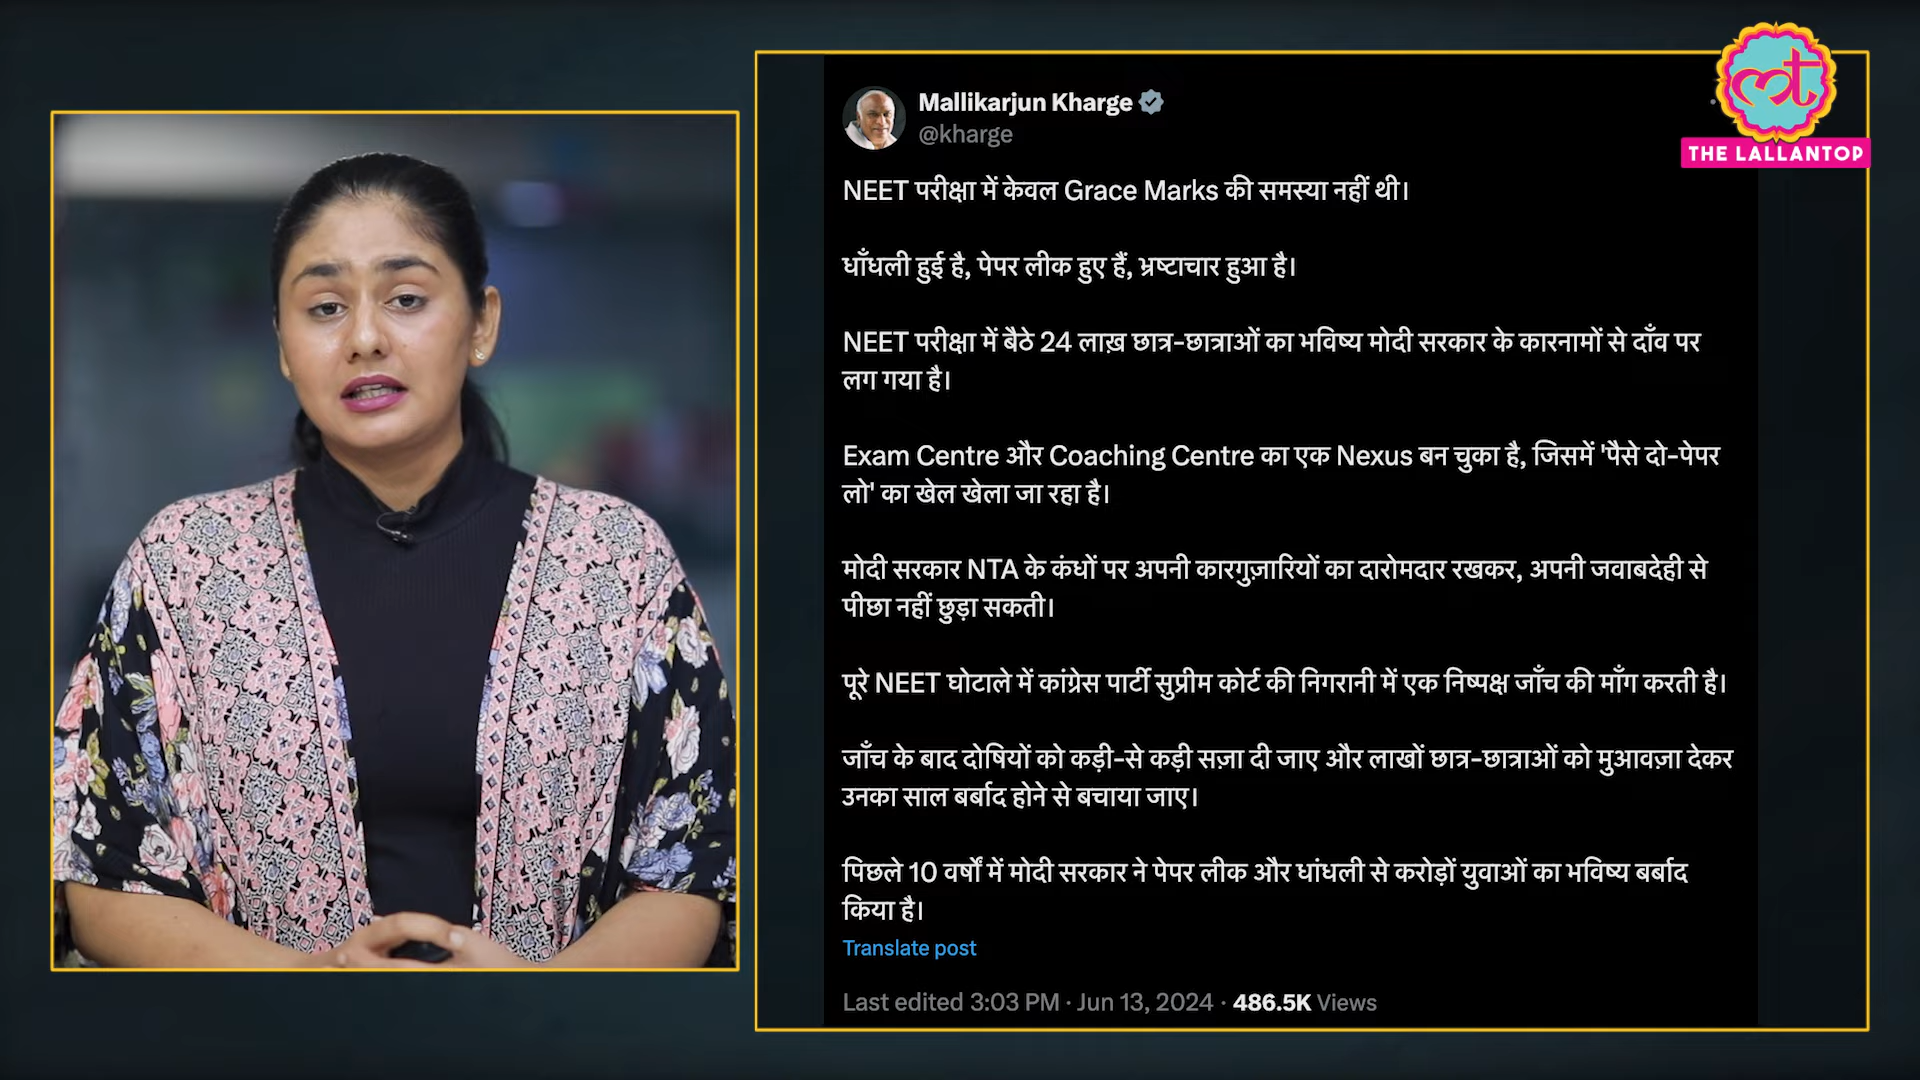 THE LALLANTOP
Mallikarjun Kharge
@kharge
NEET परीक्षा में केवल Grace Marks की समस्या नहीं थी।
धाँधली हुई है, पेपर लीक हुए हैं, भ्रष्टाचार हुआ है।
NEET परीक्षा में बैठे 24 लाख़ छात्र-छात्राओं का भविष्य मोदी सरकार के कारनामों से दाँव पर
लग गया है।
Exam Centre और Coaching Centre का एक Nexus बन चुका है, जिसमें 'पैसे दो-पेपर
लो' का खेल खेला जा रहा है।
मोदी सरकार NTA के कंधों पर अपनी कारगुज़ारियों का दारोमदार रखकर, अपनी जवाबदेही से
पीछा नहीं छुड़ा सकती।
पूरे NEET घोटाले में कांग्रेस पार्टी सुप्रीम कोर्ट की निगरानी में एक निष्पक्ष जाँच की माँग करती है।
जाँच के बाद दोषियों को कड़ी-से कड़ी सज़ा दी जाए और लाखों छात्र-छात्राओं को मुआवज़ा देकर
उनका साल बर्बाद होने से बचाया जाए।
पिछले 10 वर्षों में मोदी सरकार ने पेपर लीक और धांधली से करोड़ों युवाओं का भविष्य बर्बाद
किया है।
Translate post
Last edited 3:03 PM · Jun 13, 2024 · 486.5K Views